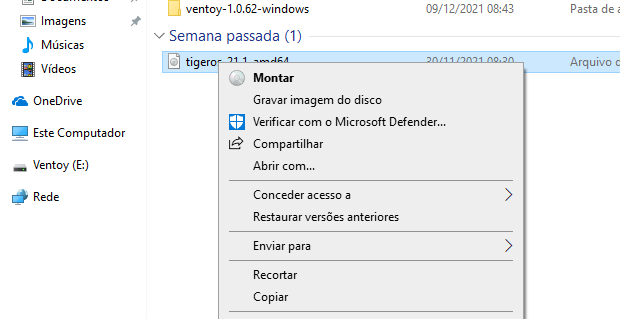 Imagens
Músicas
Vídeos
OneDrive
Este Computador
Ventoy (E:)
Rede
ventoy-1.0.62-windows 09/12/2021 08:43 Pasta de a
Semana passada (1)
tigeros-21.1-amd64 30/11/2021 08:30 Arquivo d
Montar
Gravar imagem do disco
Verificar com o Microsoft Defender...
Compartilhar
Abrir com...
Conceder acesso a
Restaurar versões anteriores
Enviar para
Recortar
Copiar